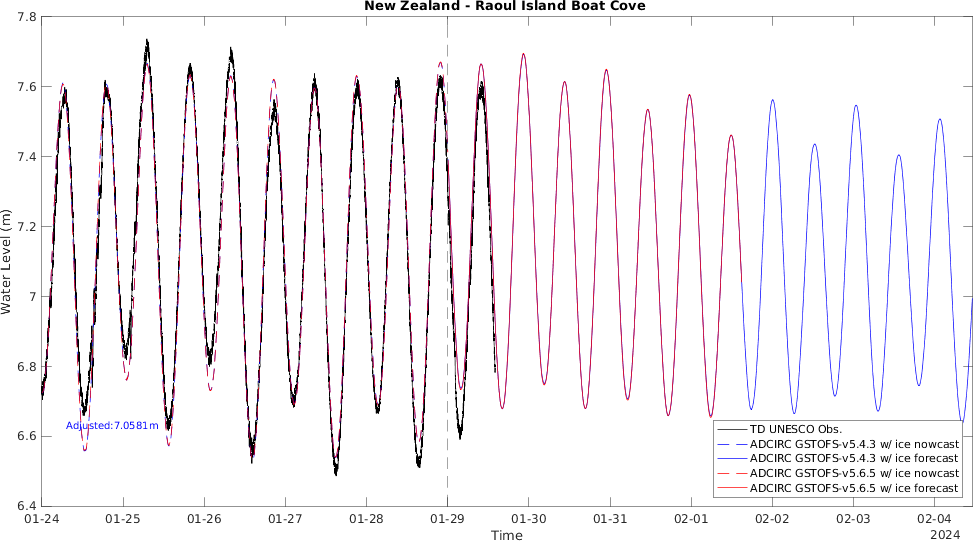 New Zealand - Raoul Island Boat Cove
7.8
7.6
7.4
7.2
7
6.8
6.6
6.4
Water Level (m)
Adjusted:7.0581m
TD UNESCO Obs.
ADCIRC GSTOFS-v5.4.3 w/ ice nowcast
ADCIRC GSTOFS-v5.4.3 w/ ice forecast
ADCIRC GSTOFS-v5.6.5 w/ ice nowcast
ADCIRC GSTOFS-v5.6.5 w/ ice forecast
01-24 01-25 01-26 01-27 01-28 01-29 01-30 01-31 02-01 02-02 02-03 02-04
Time
2024